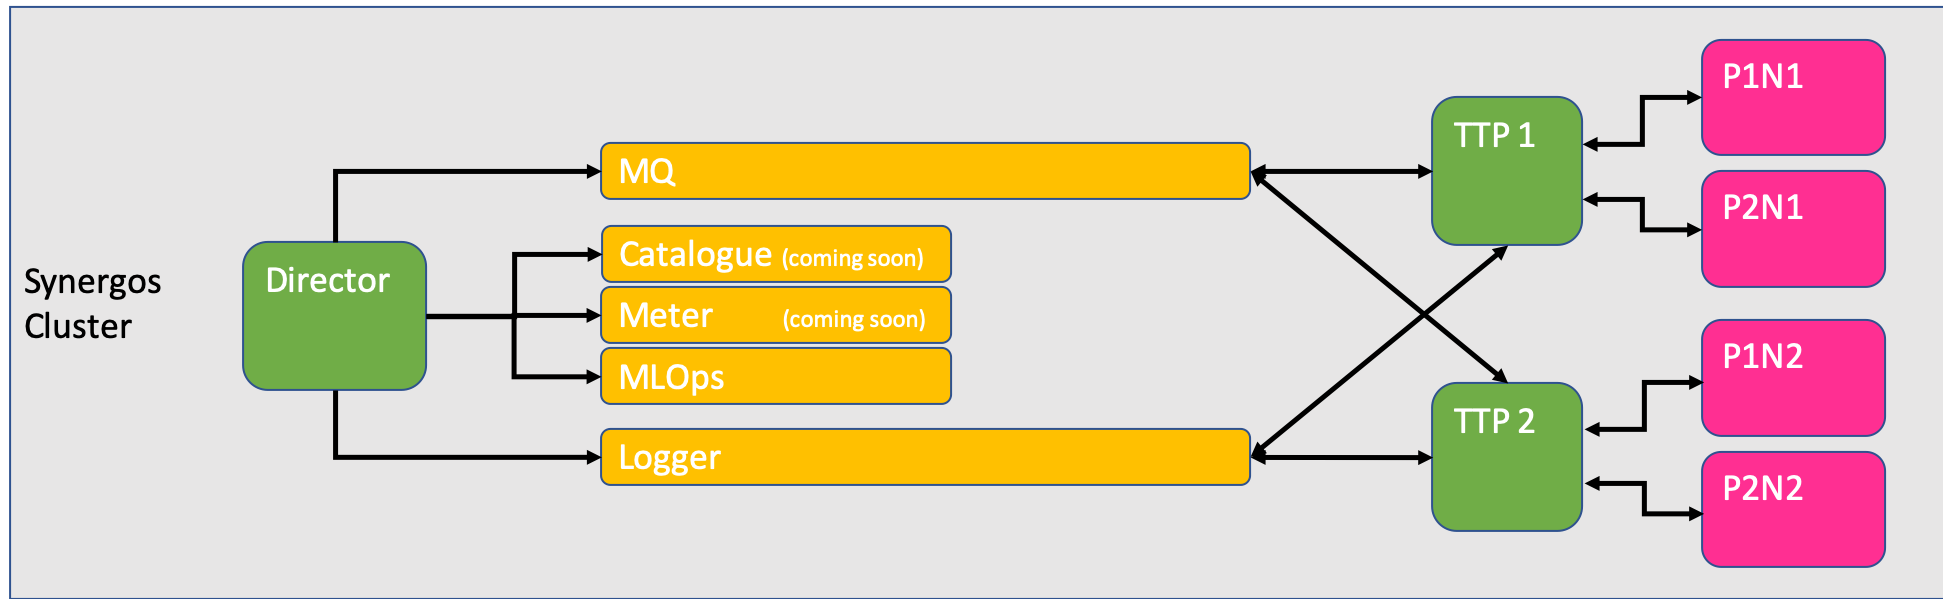 Synergos
Cluster
Director
MQ
Catalogue (coming soon)
Meter (coming soon)
MLOps
Logger
TTP 1
TTP 2
P1N1
P2N1
P1N2
P2N2